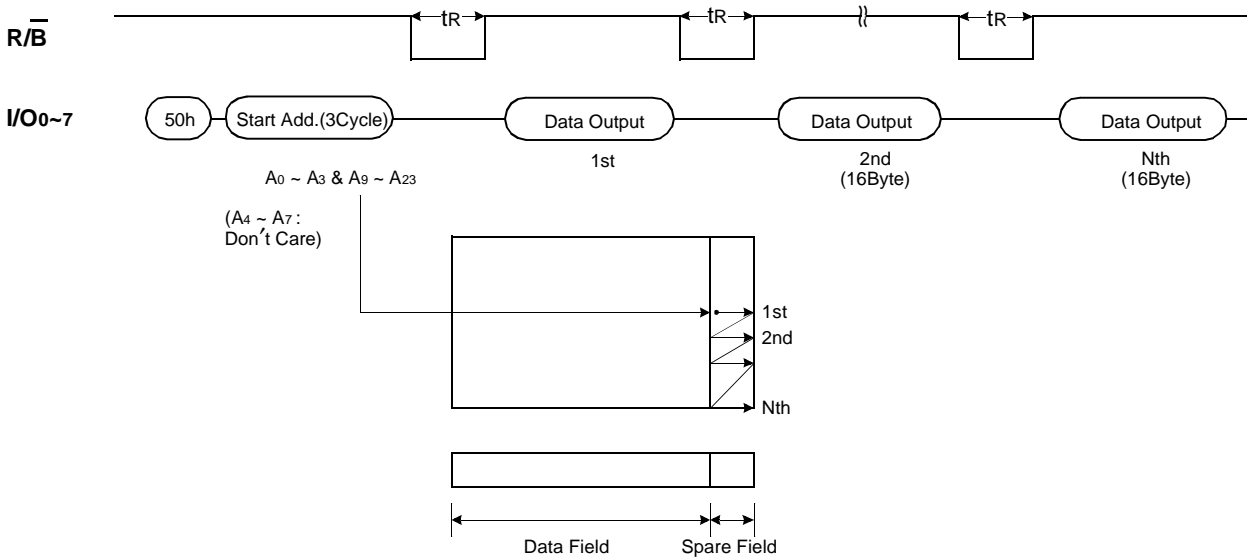 R/B tR tR tR
I/O0~7 50h Start Add.(3Cycle) Data Output Data Output Data Output
1st 2nd Nth
(16Byte) (16Byte)
A0 ~ A3 & A9 ~ A23
(A4 ~ A7 :
Don't Care)
1st
2nd
Nth
Data Field Spare Field